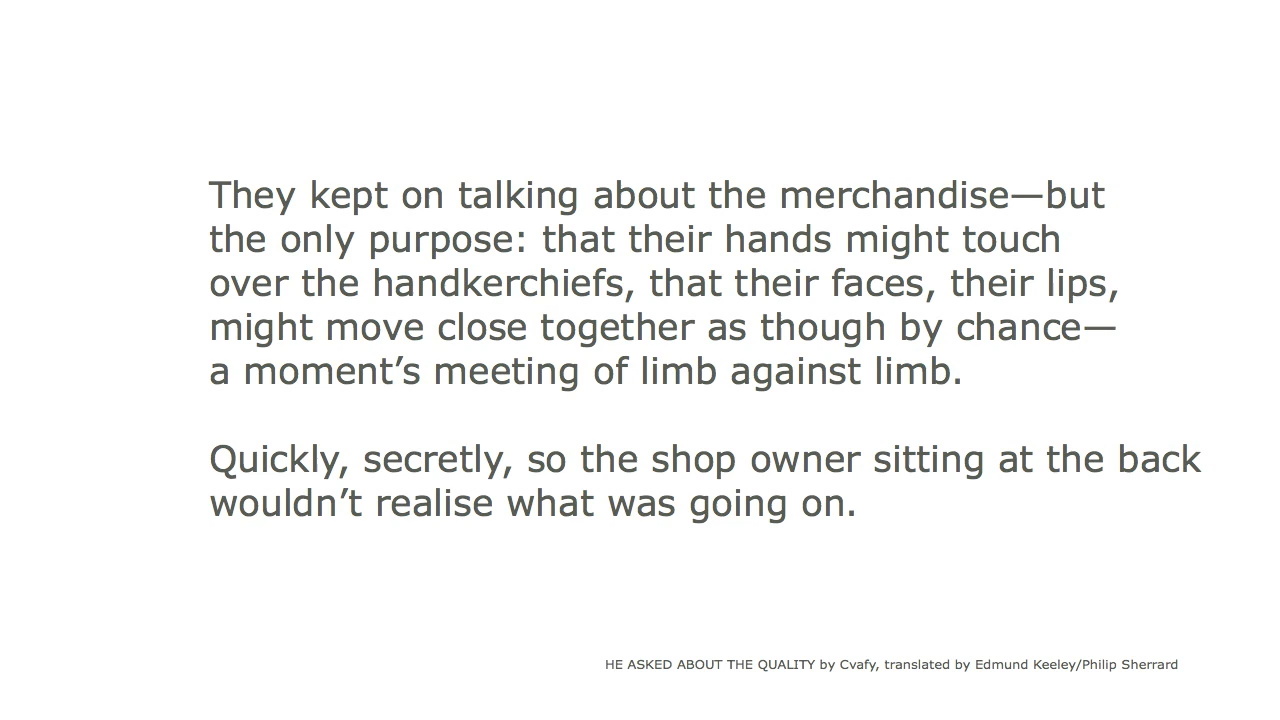 They kept on talking about the merchandise—but
the only purpose: that their hands might touch
over the handkerchiefs, that their faces, their lips,
might move close together as though by chance—
a moment’s meeting of limb against limb.
Quickly, secretly, so the shop owner sitting at the back
wouldn’t realise what was going on.
HE ASKED ABOUT THE QUALITY by Cvafy, translated by Edmund Keeley/Philip Sherrard